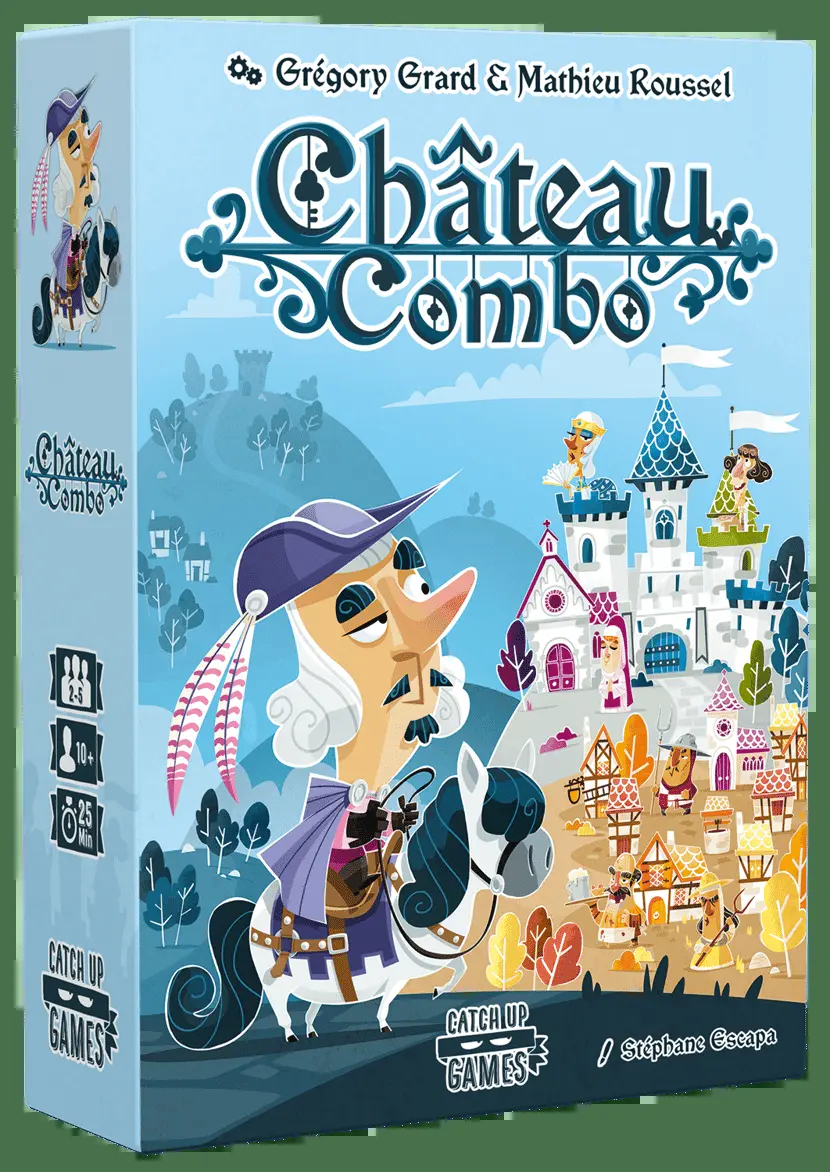 Grégory Grard & Mathieu Roussel
Château
Combo
Château
Combo
2-5
10+
25
Min
CATCH UP
GAMES
CATCH UP
GAMES
Stéphane Escapa